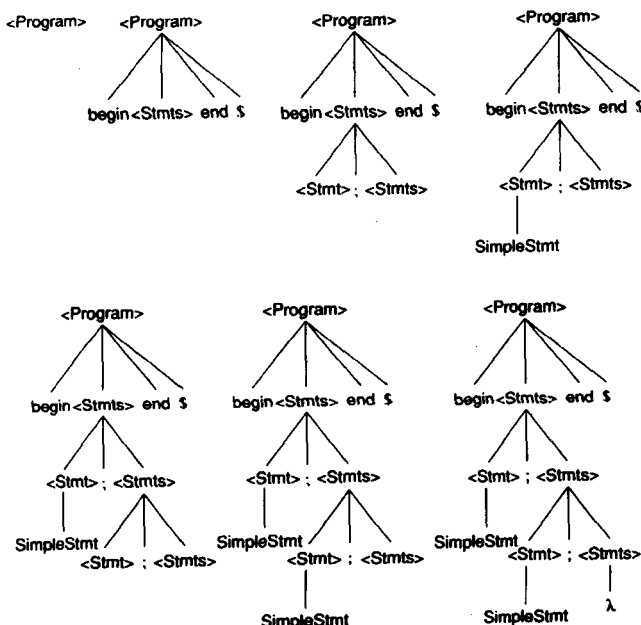 <Program> <Program> <Program> <Program> <Program>
begin <Stmts> end $ begin <Stmts> end $ begin <Stmts> end $
<Stmt> ; <Stmts> <Stmt> ; <Stmts>
SimpleStmt
<Program> <Program> <Program>
begin <Stmts> end $ begin <Stmts> end $ begin <Stmts> end $
<Stmt> ; <Stmts> <Stmt> ; <Stmts> <Stmt> ; <Stmts>
SimpleStmt <Stmt> ; <Stmts> SimpleStmt <Stmt> ; <Stmts> SimpleStmt <Stmt> ; <Stmts>
SimpleStmt SimpleStmt λ